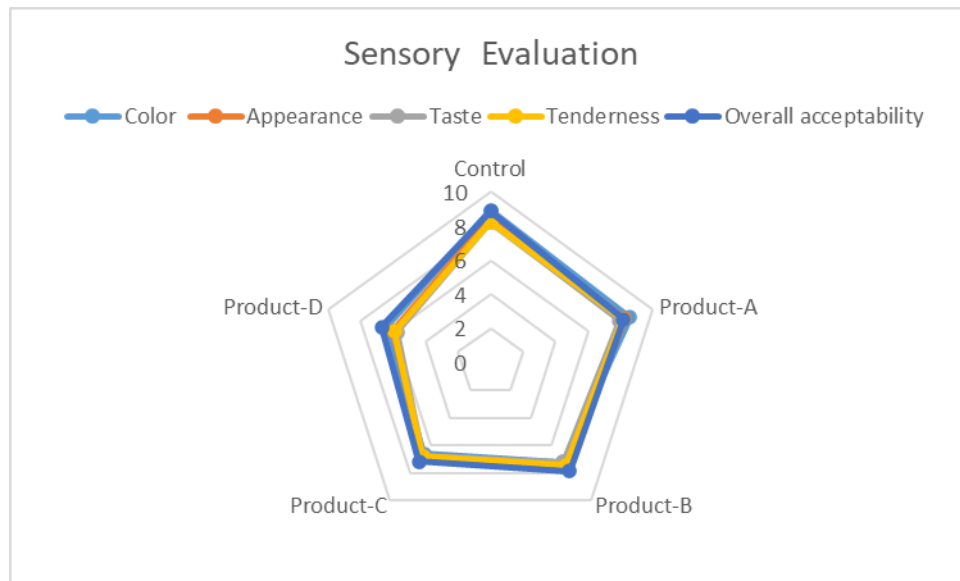 Sensory Evaluation
Color Appearance Taste Tenderness Overall acceptability
Control
10
8
6
4
2
0
Product-A
Product-B
Product-C
Product-D